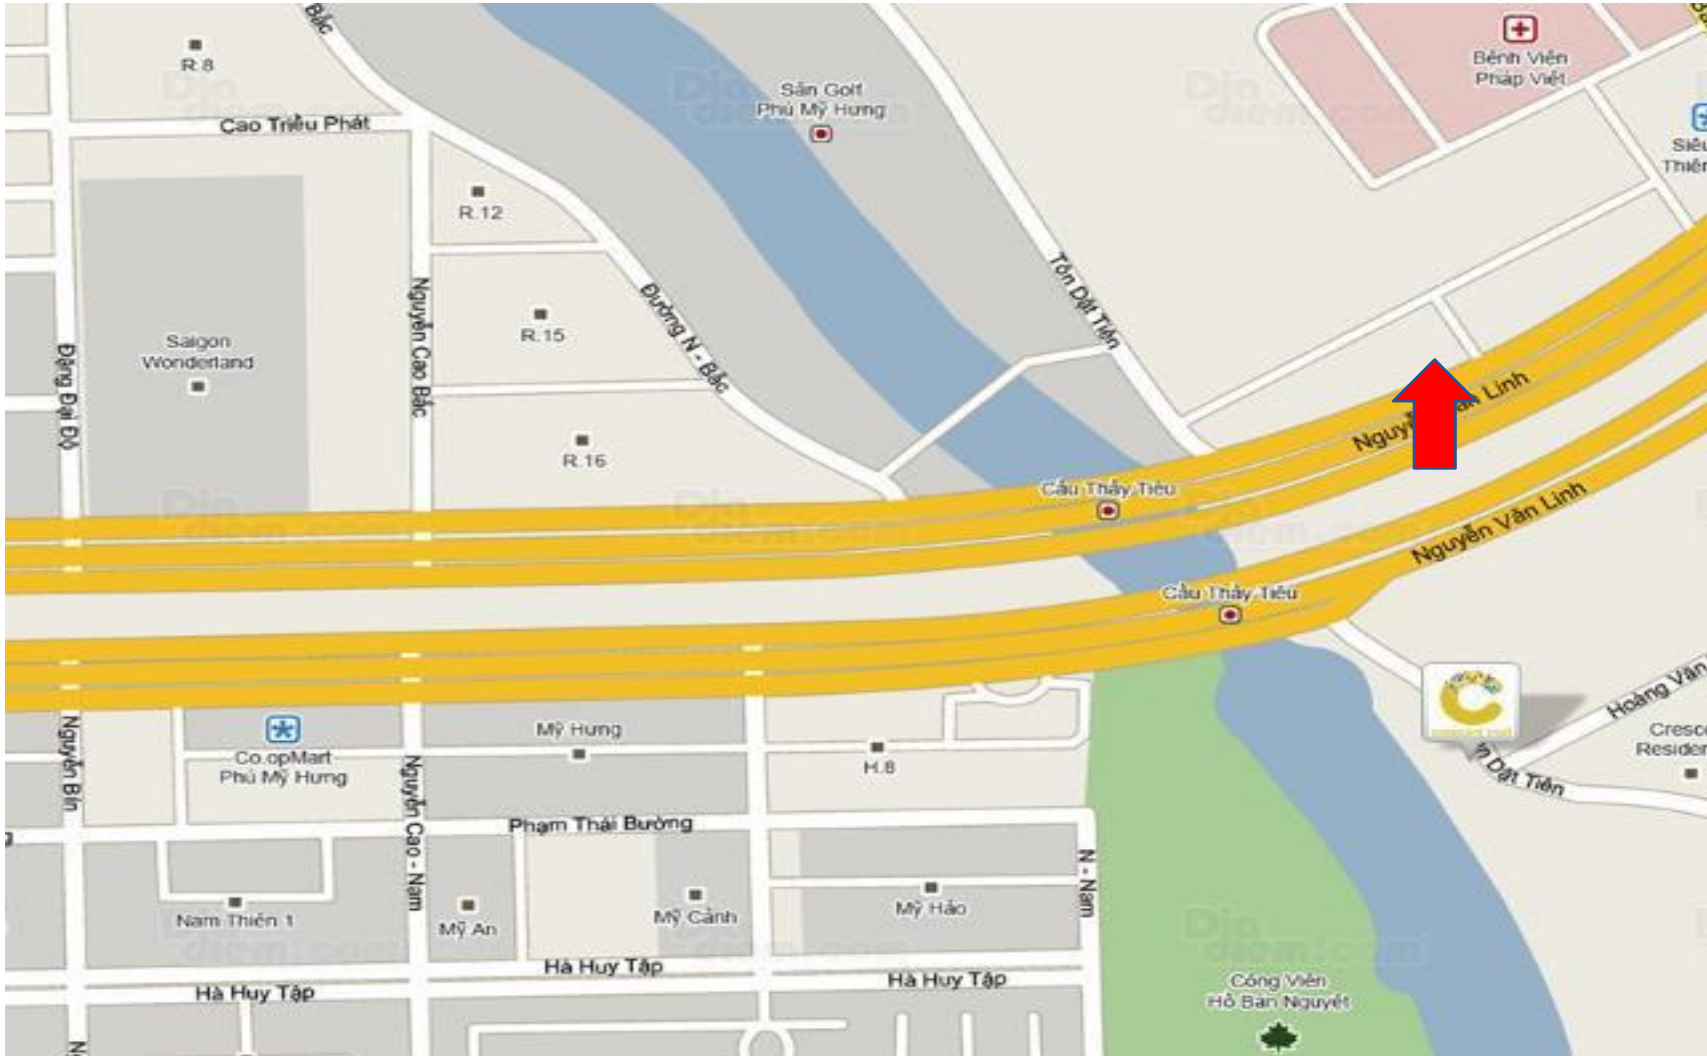 Bắc
R.8
Cao Triều Phát
Sân Golf
Phú Mỹ Hưng
Bệnh Viện
Pháp Việt
R.12
Nguyễn Cao Bắc
Đường N - Bắc
Tôn Dật Tiên
R.15
Saigon
Wonderland
Đặng Đại Độ
R.16
Linh
Cầu Thầy Tiêu
Nguyễn Văn Linh
Cầu Thầy Tiêu
Hoàng Văn
Nguyễn Bỉn
Co.opMart
Phú Mỹ Hưng
Nguyễn Cao - Nam
Mỹ Hưng
H.8
Dật Tiên
Phạm Thái Bường
N - Nam
Nam Thiên 1
Mỹ An
Mỹ Cảnh
Mỹ Hảo
Hà Huy Tập
Hà Huy Tập
Hà Huy Tập
Công Viên
Hồ Bán Nguyệt